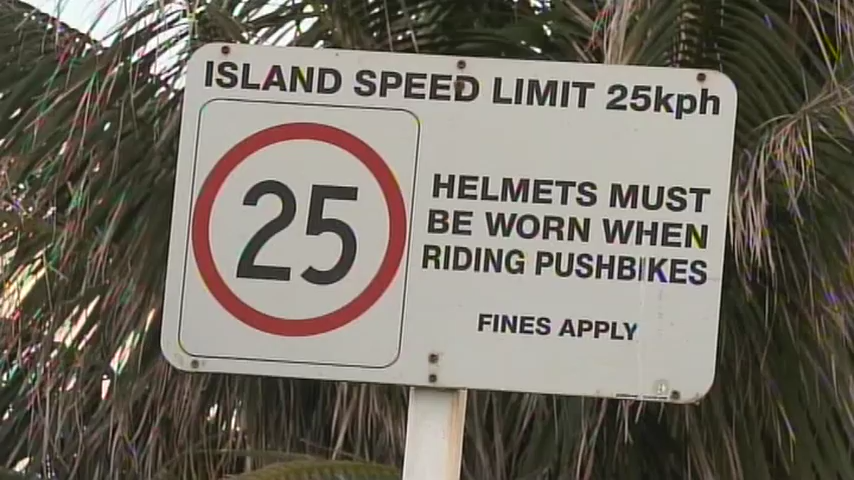 ISLAND SPEED LIMIT 25kph
25
HELMETS MUST
BE WORN WHEN
RIDING PUSHBIKES
FINES APPLY